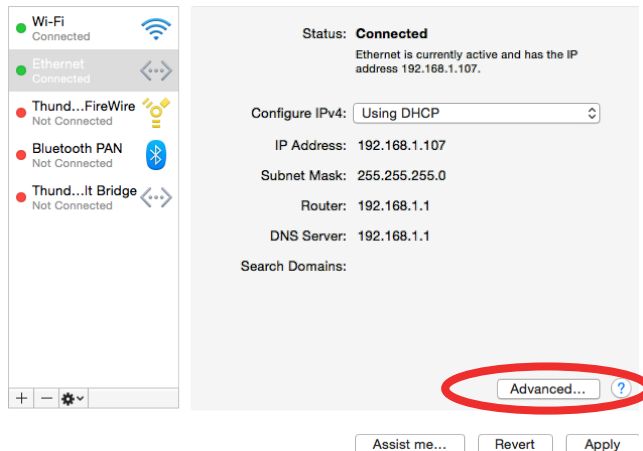 Wi-Fi
Connected
Ethernet
Connected
Thund...FireWire
Not Connected
Bluetooth PAN
Not Connected
Thund...lt Bridge
Not Connected
Status: Connected
Ethernet is currently active and has the IP
address 192.168.1.107.
Configure IPv4: Using DHCP
IP Address: 192.168.1.107
Subnet Mask: 255.255.255.0
Router: 192.168.1.1
DNS Server: 192.168.1.1
Search Domains:
Advanced... ?
Assist me... Revert Apply